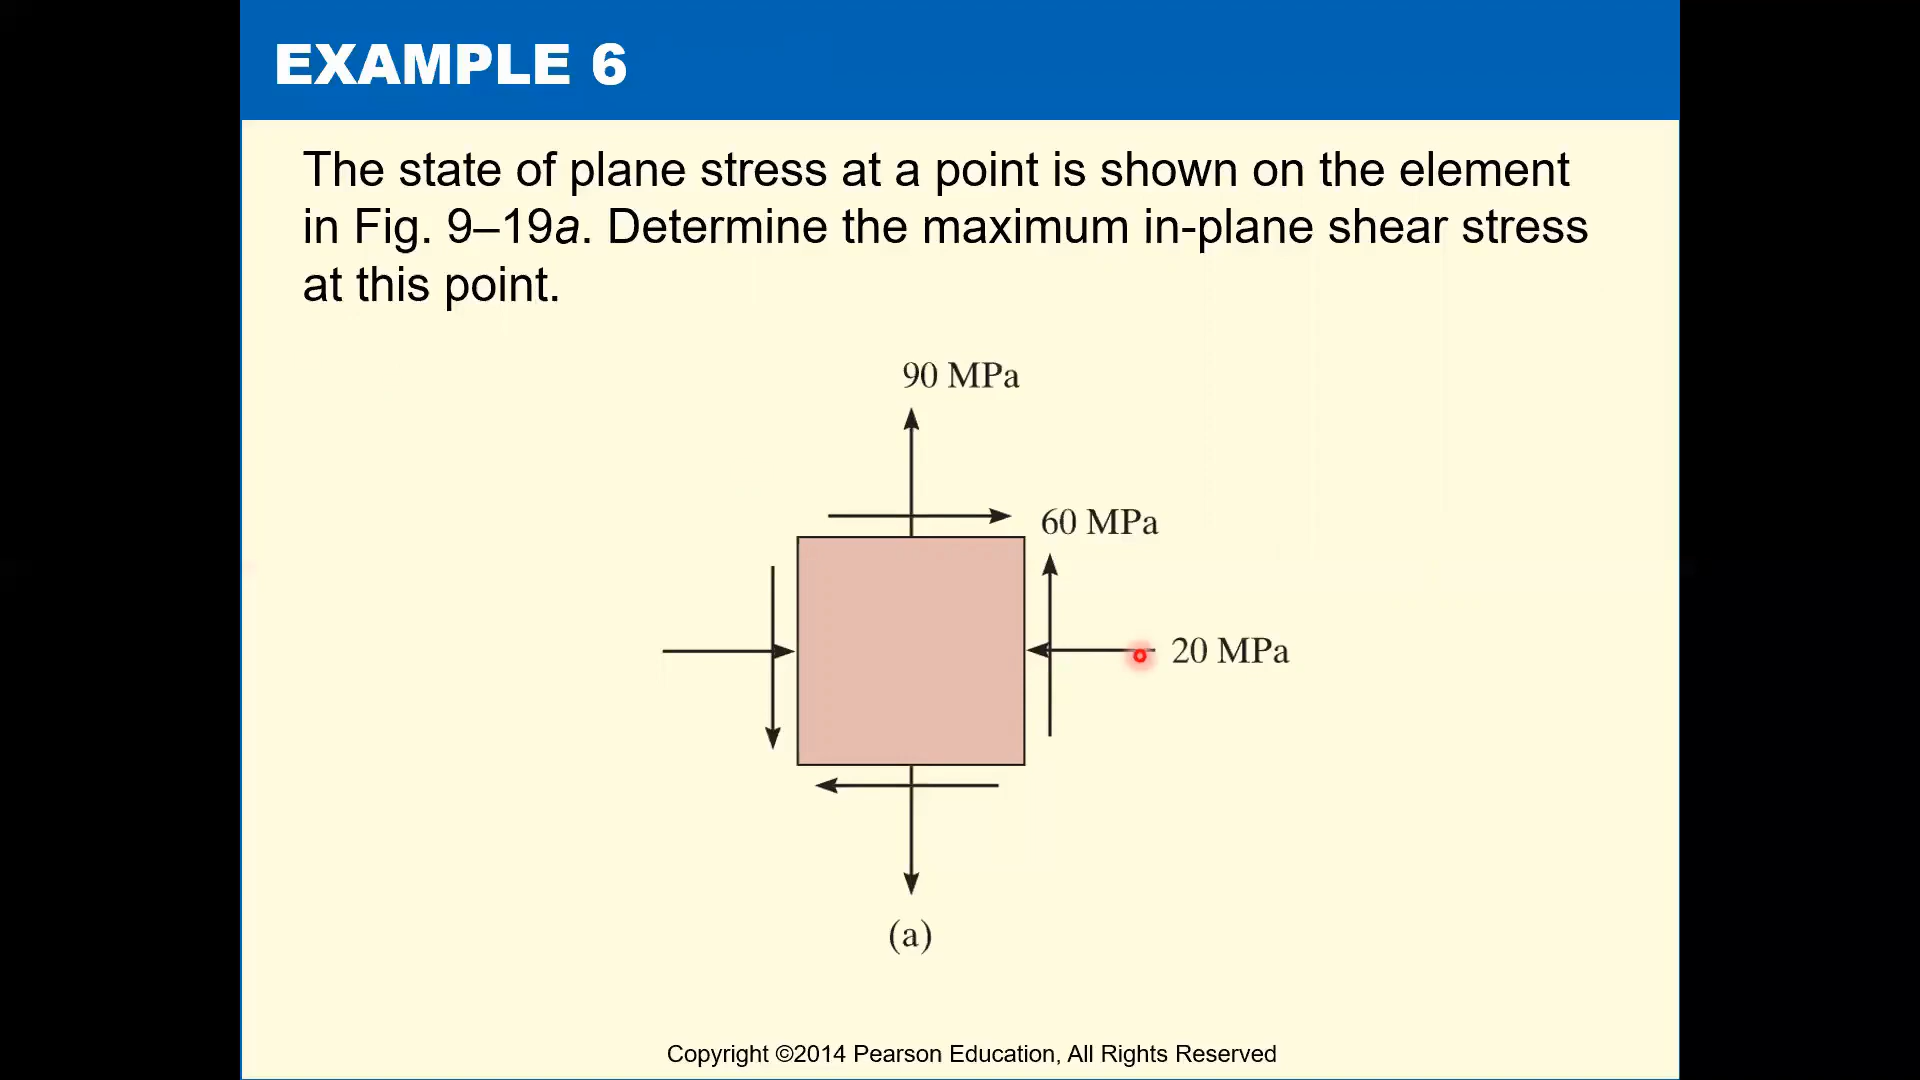 EXAMPLE 6
The state of plane stress at a point is shown on the element
in Fig. 9–19a. Determine the maximum in-plane shear stress
at this point.
90 MPa
60 MPa
20 MPa
(a)
Copyright ©2014 Pearson Education, All Rights Reserved